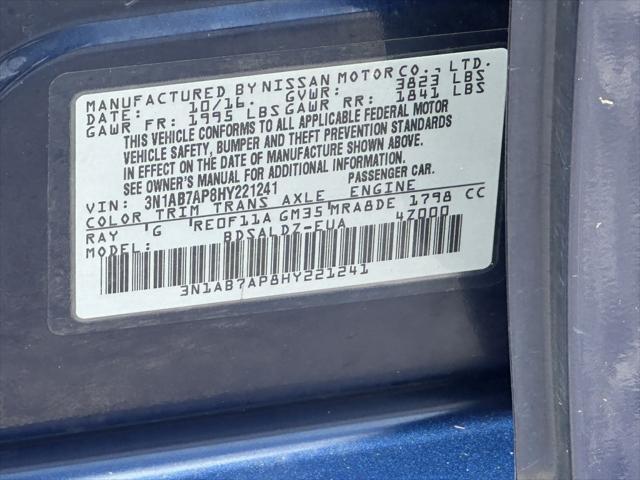 MANUFACTURED BY NISSAN MOTOR CO., LTD.
DATE: 10/16. GVWR: 3823 LBS
GAWR FR: 1995 LBS GAWR RR: 1841 LBS
THIS VEHICLE CONFORMS TO ALL APPLICABLE FEDERAL MOTOR
VEHICLE SAFETY, BUMPER AND THEFT PREVENTION STANDARDS
IN EFFECT ON THE DATE OF MANUFACTURE SHOWN ABOVE.
SEE OWNER'S MANUAL FOR ADDITIONAL INFORMATION.
VIN: 3N1AB7AP8HY221241 PASSENGER CAR.
COLOR TRIM TRANS AXLE ENGINE
RAY G RE0F11A GM35 MRA8DE 1798 CC
MODEL: BDSALDZ-EUA 4Z000
3N1AB7AP8HY221241